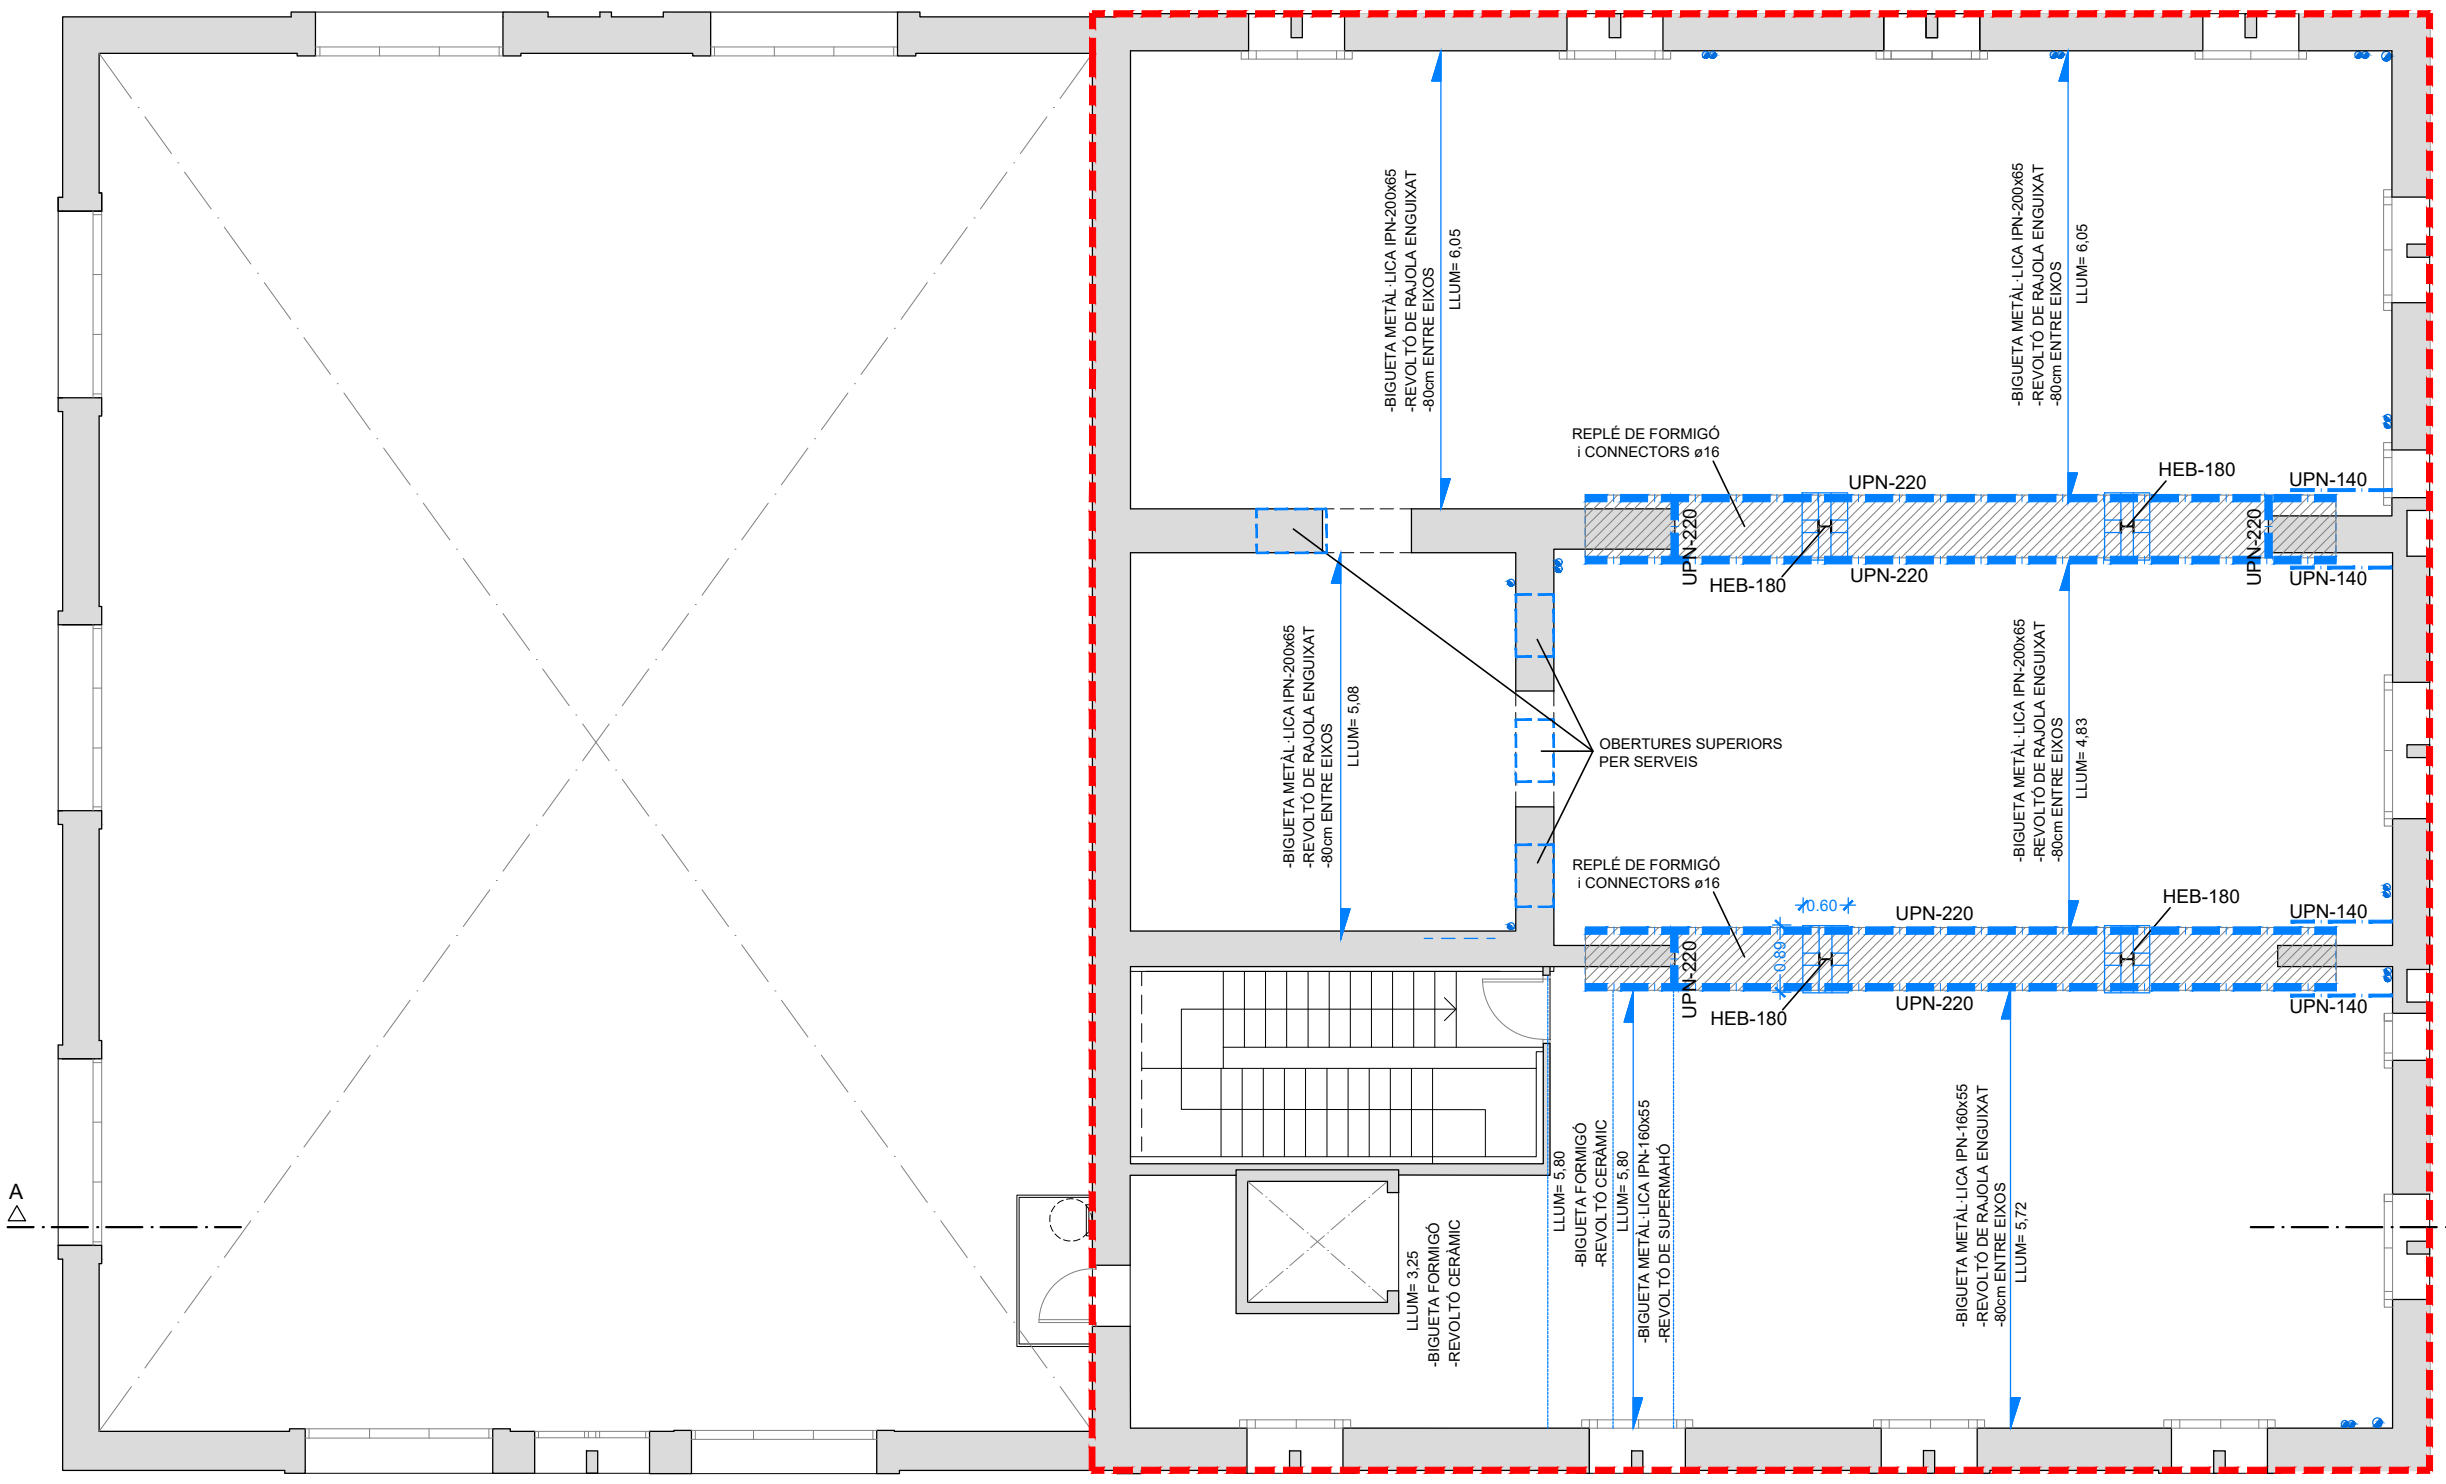 -BIGUETA METÀL·LICA IPN-200x65
-REVOLTÓ DE RAJOLA ENGUIXAT
-80cm ENTRE EIXOS
LLUM= 6,05
-BIGUETA METÀL·LICA IPN-200x65
-REVOLTÓ DE RAJOLA ENGUIXAT
-80cm ENTRE EIXOS
LLUM= 6,05
REPLÉ DE FORMIGÓ
i CONNECTORS ø16
UPN-220
HEB-180
UPN-140
UPN-220
UPN-220
HEB-180
UPN-220
UPN-140
-BIGUETA METÀL·LICA IPN-200x65
-REVOLTÓ DE RAJOLA ENGUIXAT
-80cm ENTRE EIXOS
LLUM= 5,08
-BIGUETA METÀL·LICA IPN-200x65
-REVOLTÓ DE RAJOLA ENGUIXAT
-80cm ENTRE EIXOS
LLUM= 4,83
OBERTURES SUPERIORS
PER SERVEIS
REPLÉ DE FORMIGÓ
i CONNECTORS ø16
0.60
UPN-220
HEB-180
UPN-140
0.89
UPN-220
HEB-180
UPN-220
UPN-140
LLUM= 5,80
-BIGUETA FORMIGÓ
-REVOLTÓ CERÀMIC
LLUM= 5,80
-BIGUETA METÀL·LICA IPN-160x55
-REVOLTÓ DE SUPERMAHÓ
-BIGUETA METÀL·LICA IPN-160x55
-REVOLTÓ DE RAJOLA ENGUIXAT
-80cm ENTRE EIXOS
LLUM= 5,72
A
LLUM= 3,25
-BIGUETA FORMIGÓ
-REVOLTÓ CERÀMIC